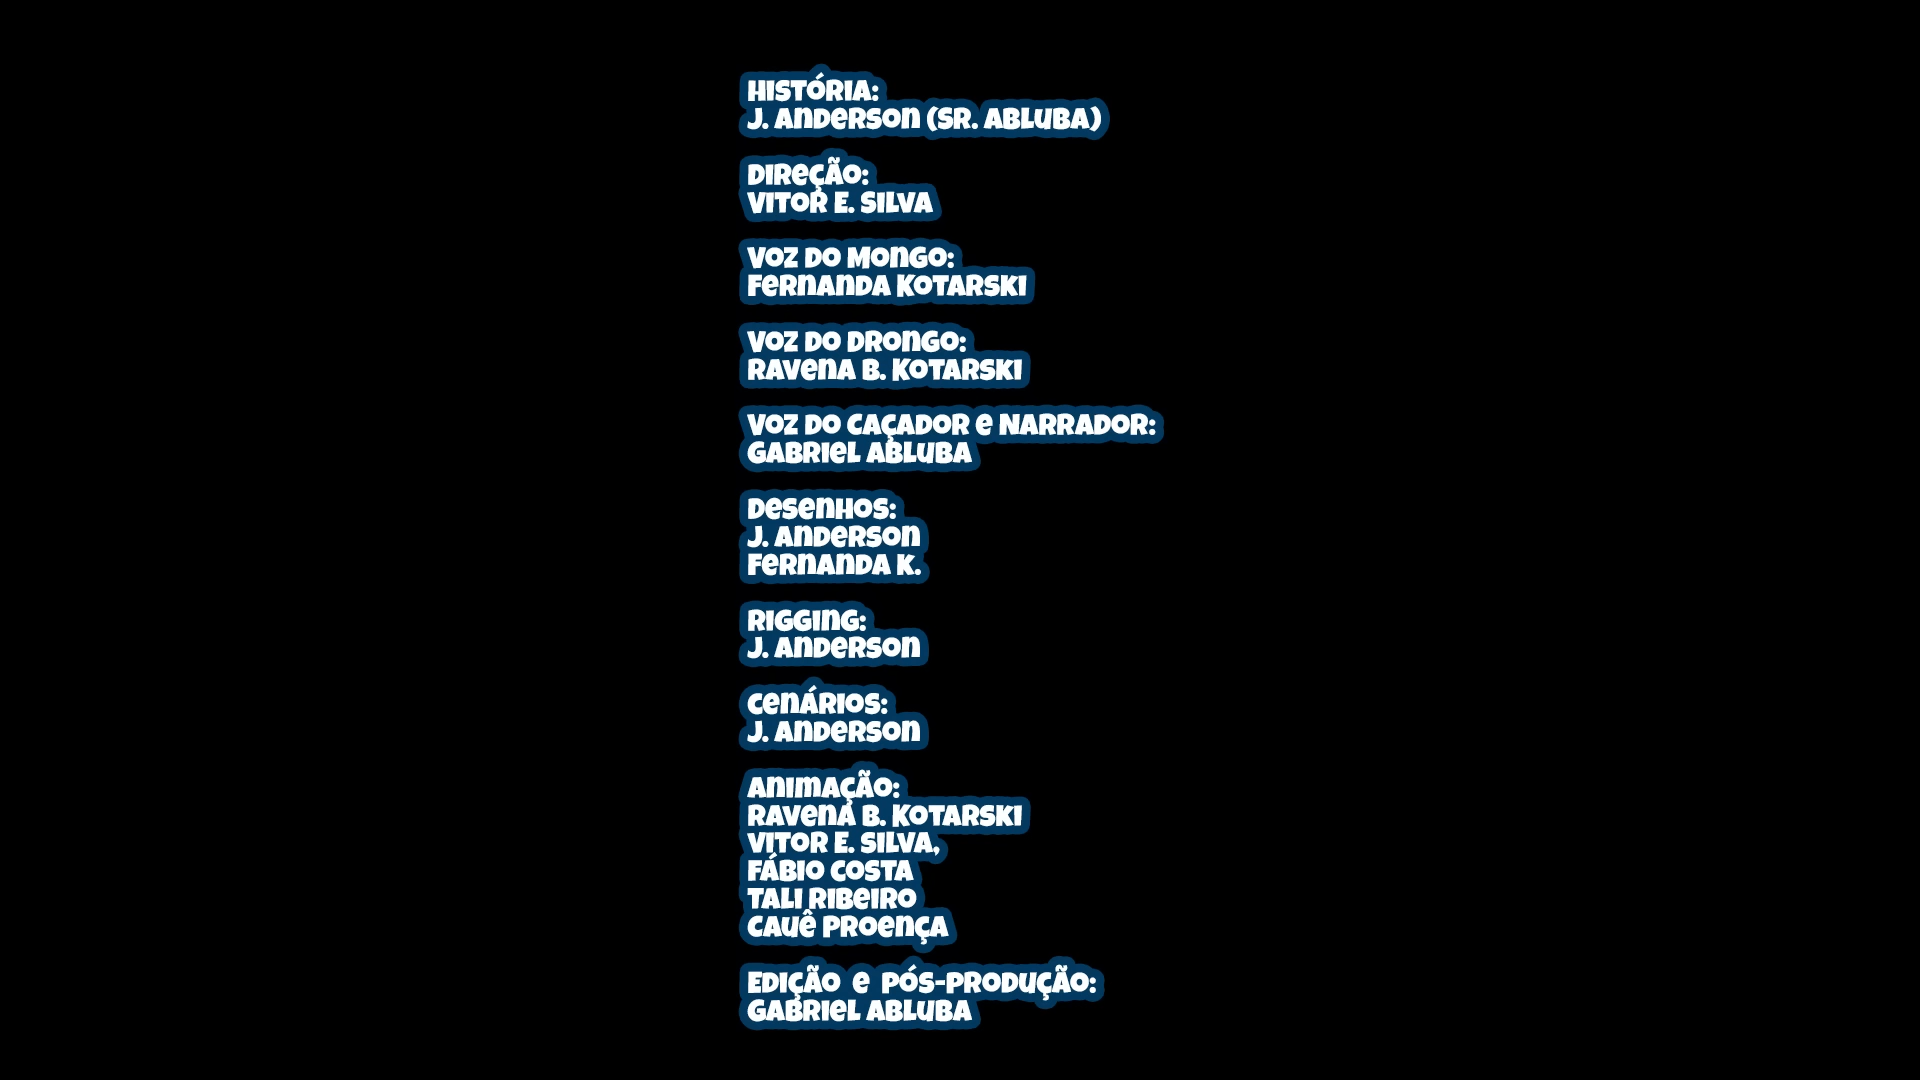 História:
J. Anderson (Sr. Abluba)
Direção:
Vitor E. Silva
Voz do Mongo:
Fernanda Kotarski
Voz do Drongo:
Ravena B. Kotarski
Voz do Caçador e Narrador:
Gabriel Abluba
Desenhos:
J. Anderson
Fernanda K.
Rigging:
J. Anderson
Cenários:
J. Anderson
Animação:
Ravena B. Kotarski
Vitor E. Silva,
Fábio Costa
Tali Ribeiro
Cauê Proença
Edição e Pós-Produção:
Gabriel Abluba